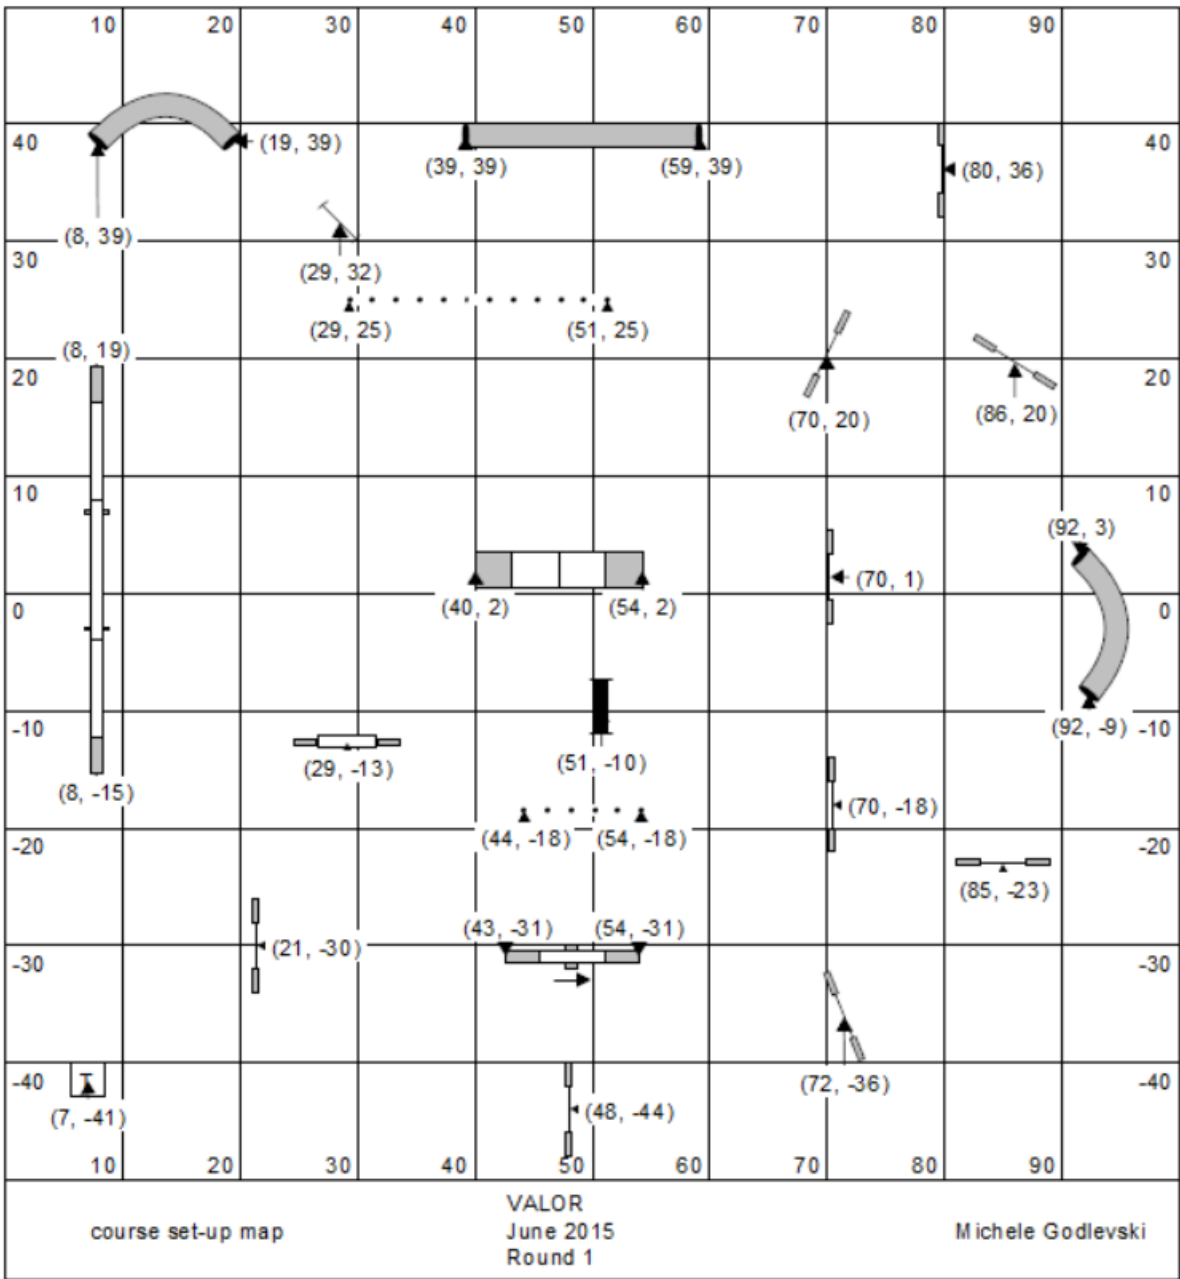 10 20 30 40 50 60 70 80 90
40 (19, 39) (39, 39) (59, 39) (80, 36) 40
(8, 39)
30 (29, 32) 30
(29, 25) (51, 25)
(8, 19)
20 (70, 20) (86, 20) 20
10 10
(92, 3)
(70, 1)
0 (40, 2) (54, 2) 0
-10 (92, -9) -10
(29, -13) (51, -10)
(8, -15) (70, -18)
-20 (44, -18) (54, -18) -20
(85, -23)
(43, -31) (54, -31)
(21, -30)
-30 -30
-40 T (72, -36) -40
(7, -41) (48, -44)
10 20 30 40 50 60 70 80 90
VALOR
course set-up map June 2015 Michele Godlevski
Round 1